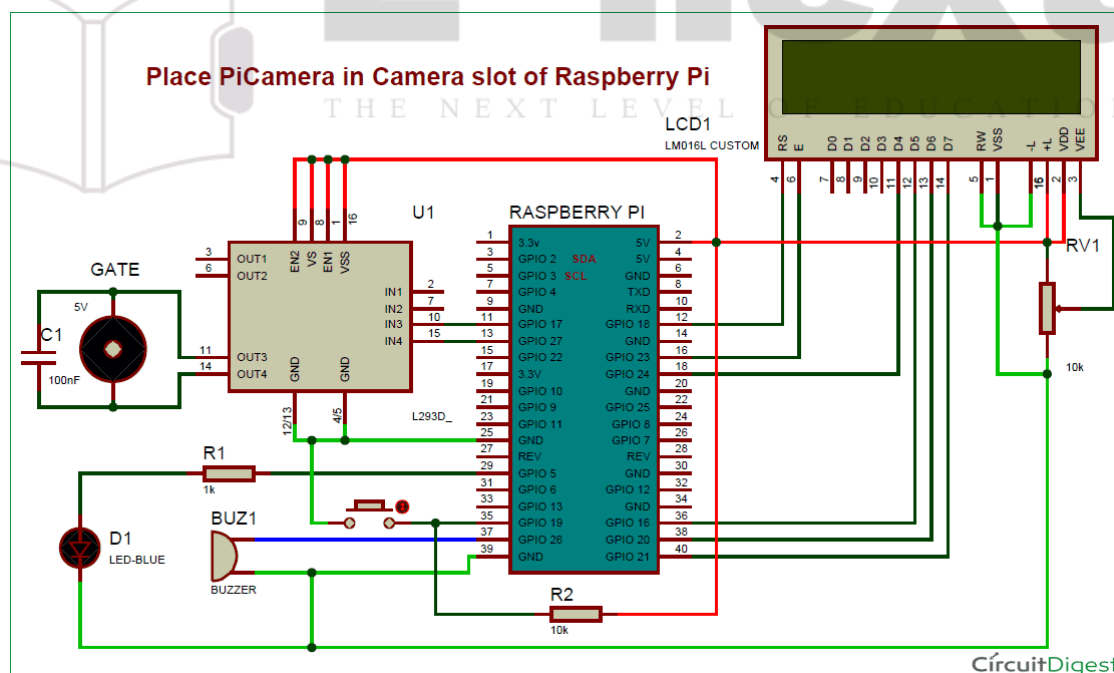 Place PiCamera in Camera slot of Raspberry Pi
THE NEXT LEVEL OF EDUCATION
LCD1
LM016L CUSTOM
RS E D0 D1 D2 D3 D4 D5 D6 D7 RW VSS -L +L VDD VEE
4 6 7 8 9 10 11 12 13 14 5 1 16 15 2 3
U1
9 8 1 16
EN2 VS EN1 VSS
3 OUT1
6 OUT2
11 OUT3
14 OUT4
IN1 2
IN2 7
IN3 10
IN4 15
GND GND
12/13 4/5
L293D_
GATE
5V
C1
100nF
RASPBERRY PI
1 3.3v 5V 2
3 GPIO 2 SDA 5V 4
5 GPIO 3 SCL GND 6
7 GPIO 4 TXD 8
9 GND RXD 10
11 GPIO 17 GPIO 18 12
13 GPIO 27 GND 14
15 GPIO 22 GPIO 23 16
17 3.3V GPIO 24 18
19 GPIO 10 GND 20
21 GPIO 9 GPIO 25 22
23 GPIO 11 GPIO 8 24
25 GND GPIO 7 26
27 REV REV 28
29 GPIO 5 GND 30
31 GPIO 6 GPIO 12 32
33 GPIO 13 GND 34
35 GPIO 19 GPIO 16 36
37 GPIO 26 GPIO 20 38
39 GND GPIO 21 40
RV1
10k
R1
1k
D1
LED-BLUE
BUZ1
BUZZER
R2
10k
CírcuitDigest